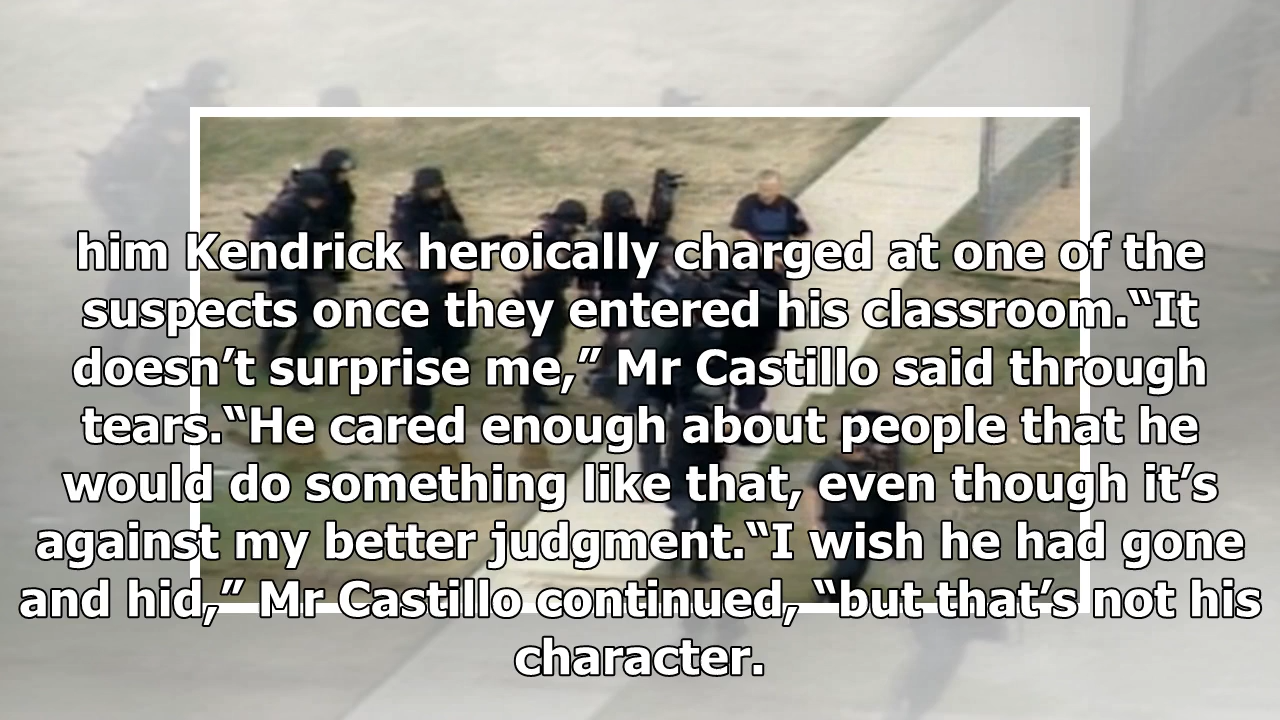 him Kendrick heroically charged at one of the
suspects once they entered his classroom.“It
doesn’t surprise me,” Mr Castillo said through
tears.“He cared enough about people that he
would do something like that, even though it’s
against my better judgment.“I wish he had gone
and hid,” Mr Castillo continued, “but that’s not his
character.